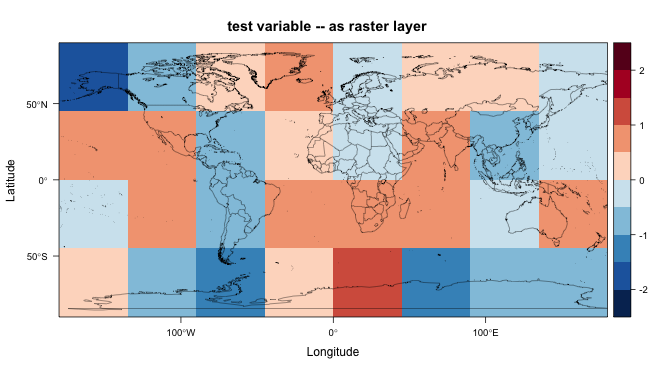 test variable -- as raster layer
Latitude
50°N
0°
50°S
100°W
0°
100°E
Longitude
2
1
0
-1
-2